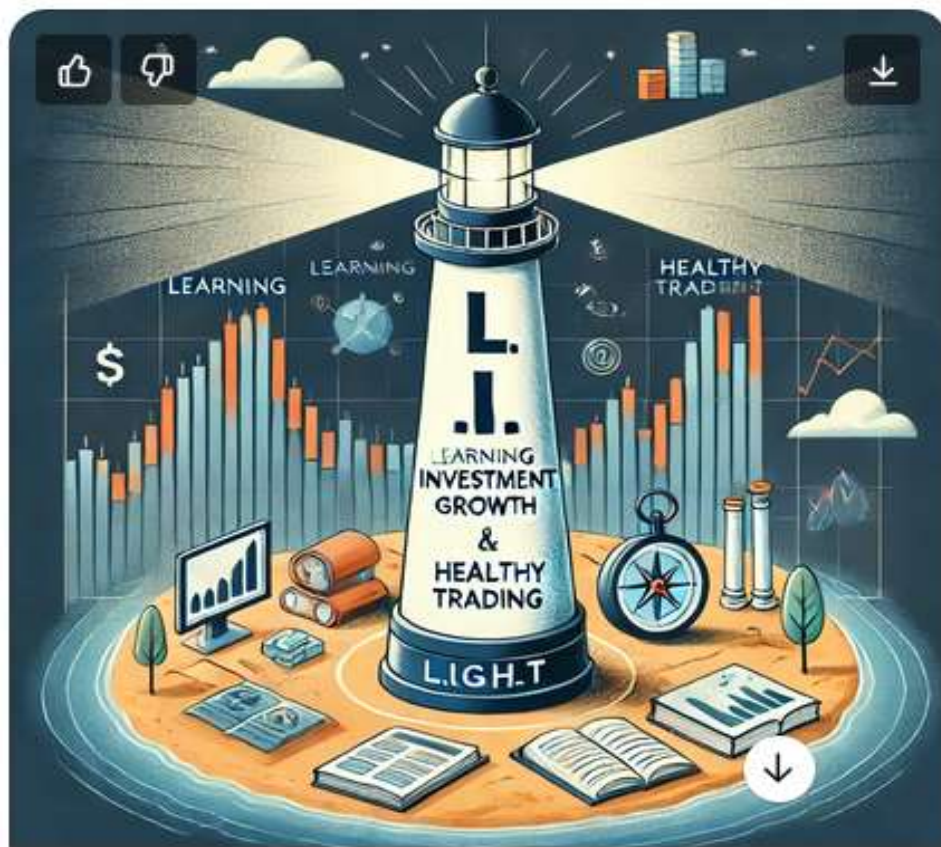 LEARNING
LEARNING
HEALTHY
$
L.
.I.
LEARNING
INVESTMENT
GROWTH
&
HEALTHY
TRADING
L.IGH.T